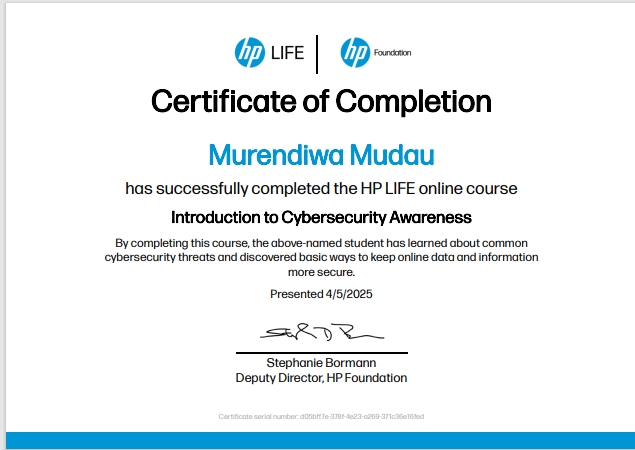 hp LIFE hp Foundation
Certificate of Completion
Murendiwa Mudau
has successfully completed the HP LIFE online course
Introduction to Cybersecurity Awareness
By completing this course, the above-named student has learned about common
cybersecurity threats and discovered basic ways to keep online data and information
more secure.
Presented 4/5/2025
Stephanie Bormann
Deputy Director, HP Foundation
Certificate serial number: d05bff7e-378f-4e23-a269-371c36e16fed